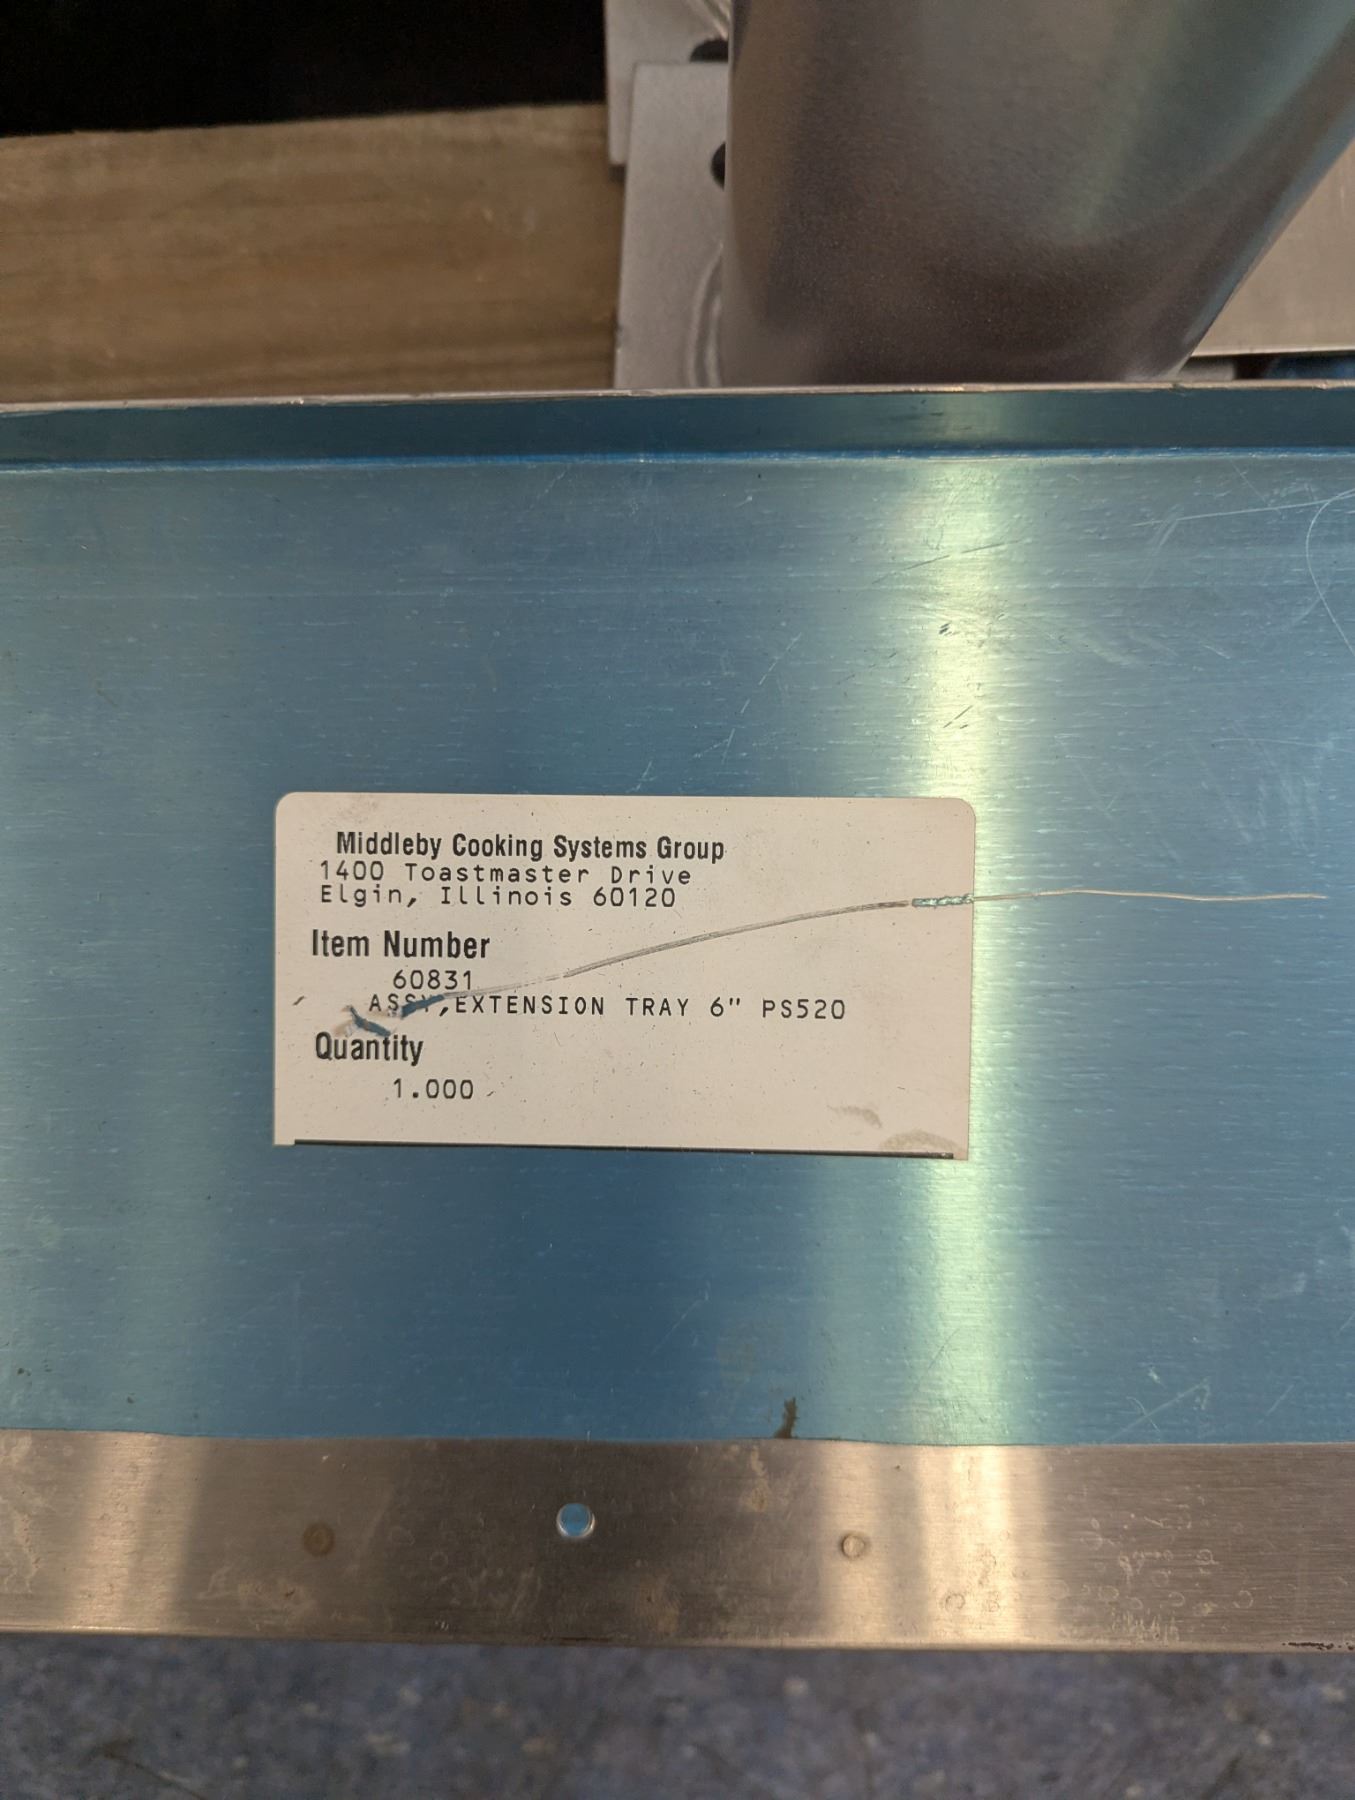 Middleby Cooking Systems Group
1400 Toastmaster Drive
Elgin, Illinois 60120
Item Number
60831
ASSY,EXTENSION TRAY 6" PS520
Quantity
1.000